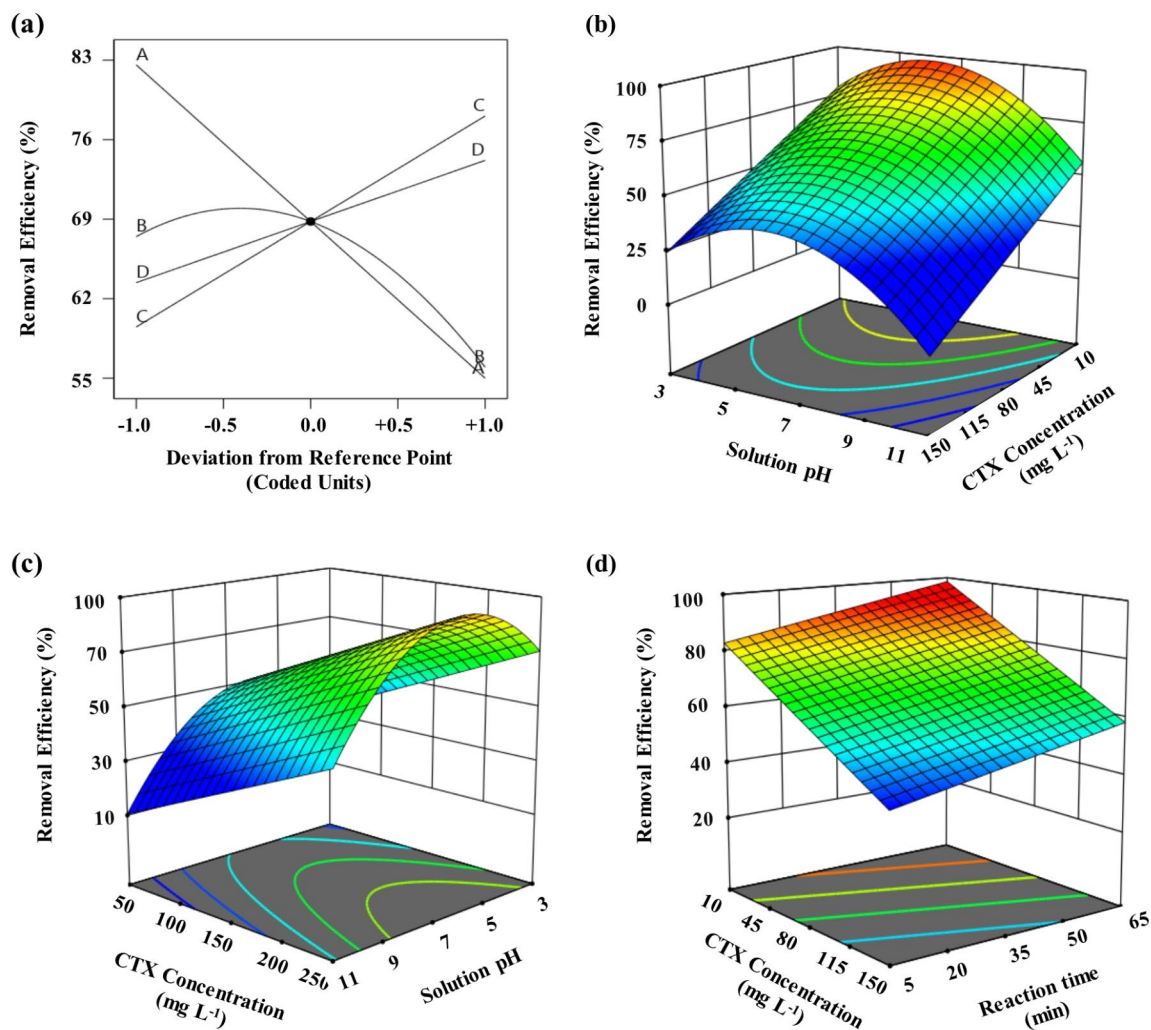 (a)
83
76
69
62
55
Removal Efficiency (%)
A
B
D
C
C
D
B
A
-1.0 -0.5 0.0 +0.5 +1.0
Deviation from Reference Point
(Coded Units)
(b)
100
75
50
25
0
Removal Efficiency (%)
3 5 7 9 11
Solution pH
150 115 80 45 10
CTX Concentration
(mg L-1)
(c)
100
70
50
30
10
Removal Efficiency (%)
50 100 150 200 250
CTX Concentration
(mg L-1)
11 9 7 5 3
Solution pH
(d)
100
80
60
40
20
Removal Efficiency (%)
10 45 80 115 150
CTX Concentration
(mg L-1)
5 20 35 50 65
Reaction time
(min)